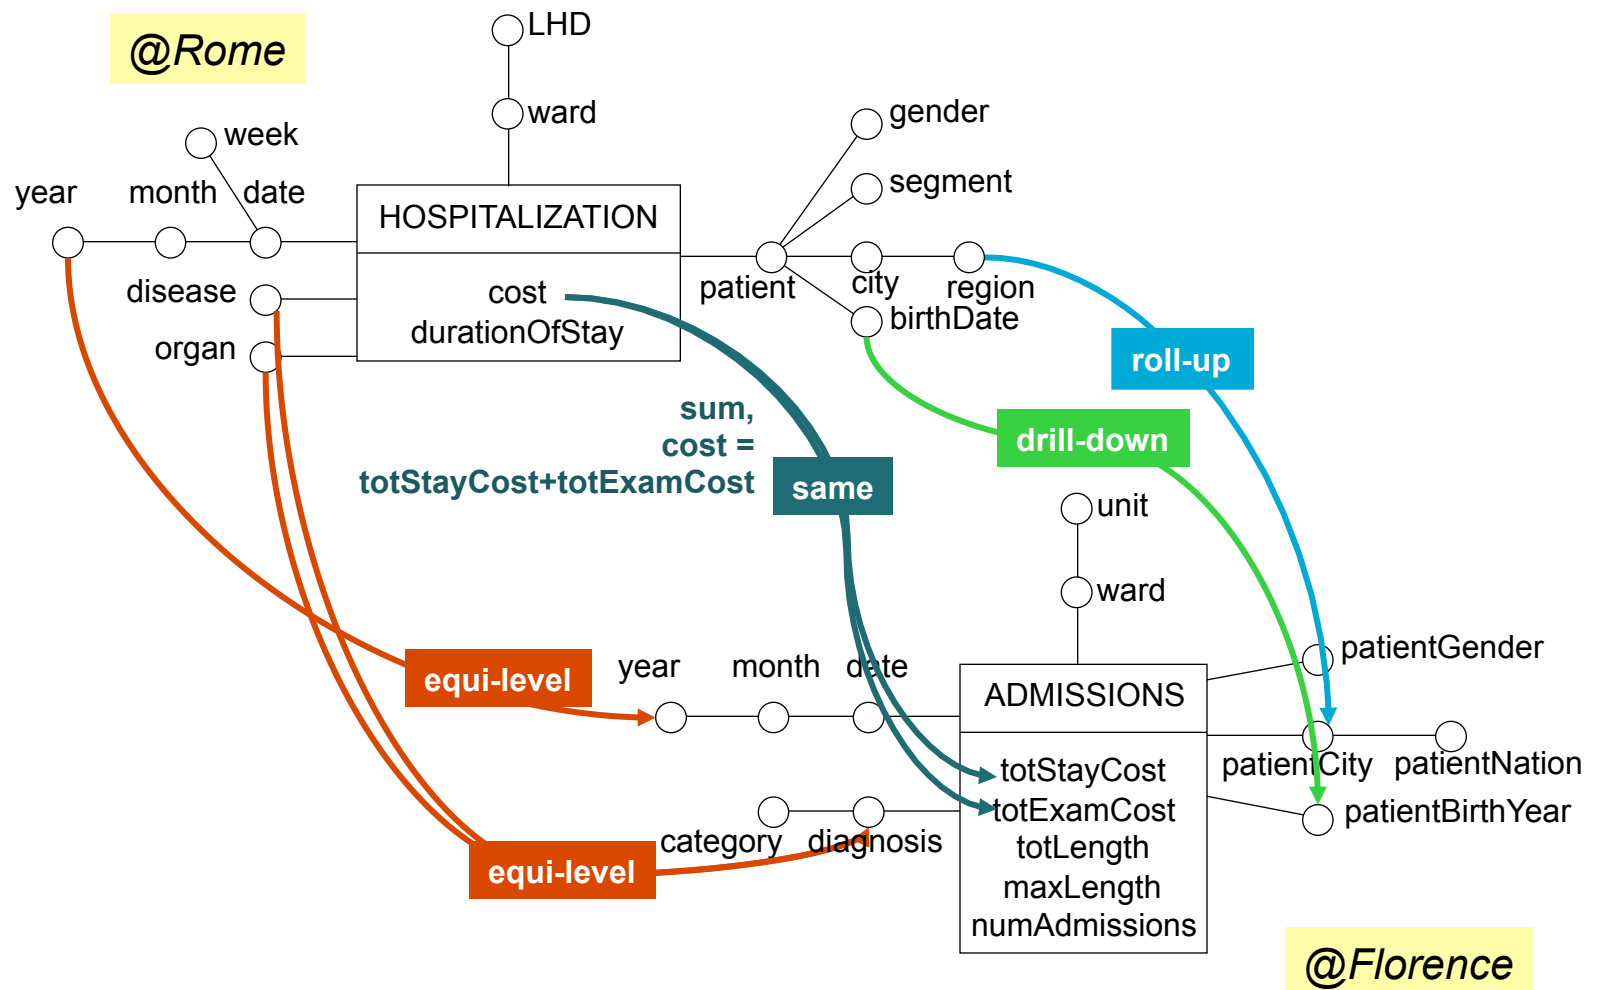 @Rome
LHD
ward
week
year
month
date
HOSPITALIZATION
cost
durationOfStay
disease
organ
gender
segment
patient
city
region
birthDate
roll-up
drill-down
sum,
cost =
totStayCost+totExamCost
same
unit
ward
equi-level
year
month
date
ADMISSIONS
totStayCost
totExamCost
totLength
maxLength
numAdmissions
patientGender
patientCity
patientNation
patientBirthYear
category
diagnosis
equi-level
@Florence